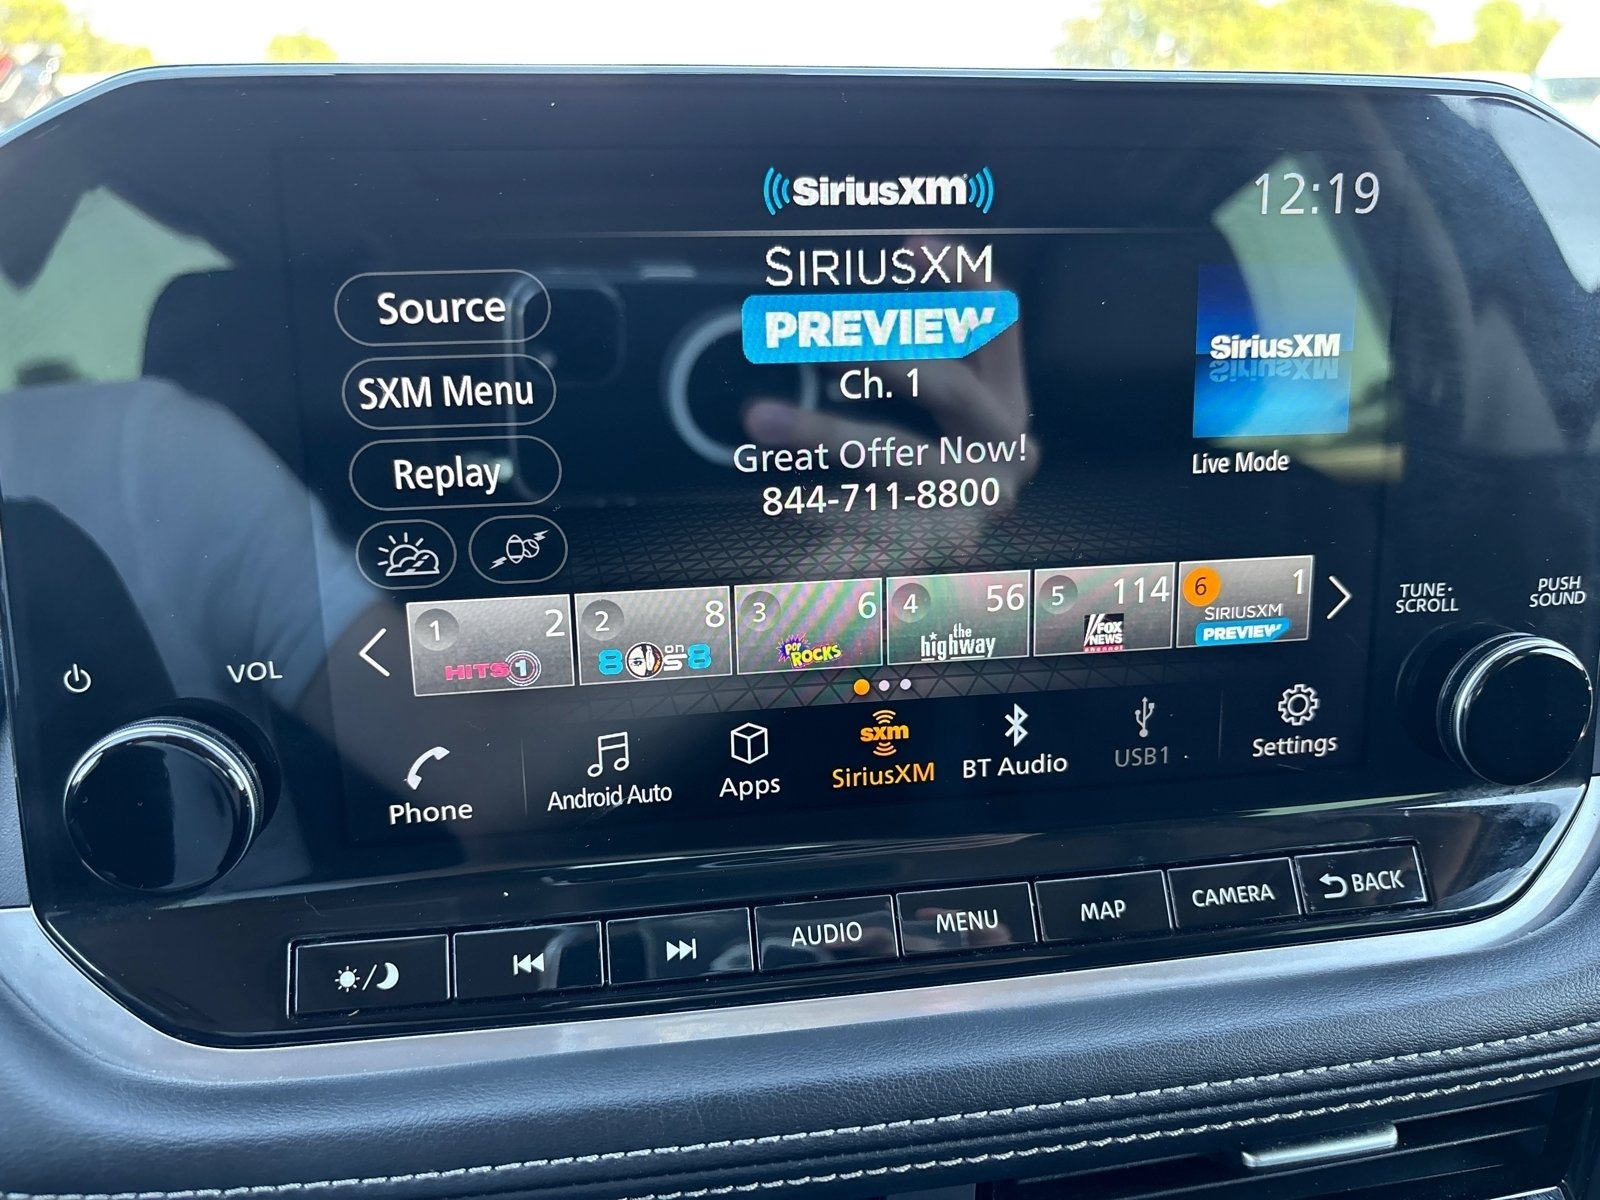 SiriusXM
12:19
SIRIUSXM
PREVIEW
Ch. 1
Great Offer Now!
844-711-8800
Source
SXM Menu
Replay
SiriusXM
Live Mode
1 2
HITS 1
2 8
8 on 8
3 6
POP ROCKS
4 56
the highway
5 114
FOX NEWS channel
6 1
SIRIUSXM
PREVIEW
TUNE·SCROLL
PUSH SOUND
VOL
Phone
Android Auto
Apps
sxm
SiriusXM
BT Audio
USB1
Settings
AUDIO
MENU
MAP
CAMERA
BACK